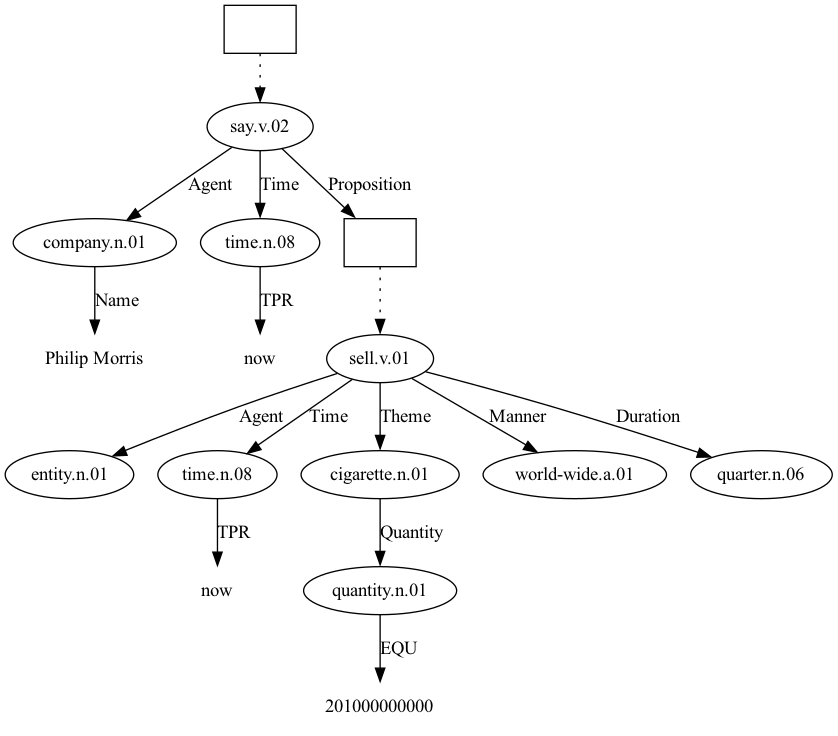 say.v.02
Agent Time Proposition
company.n.01 time.n.08
Name TPR
Philip Morris now sell.v.01
Agent Time Theme Manner Duration
entity.n.01 time.n.08 cigarette.n.01 world-wide.a.01 quarter.n.06
TPR Quantity
now quantity.n.01
EQU
201000000000